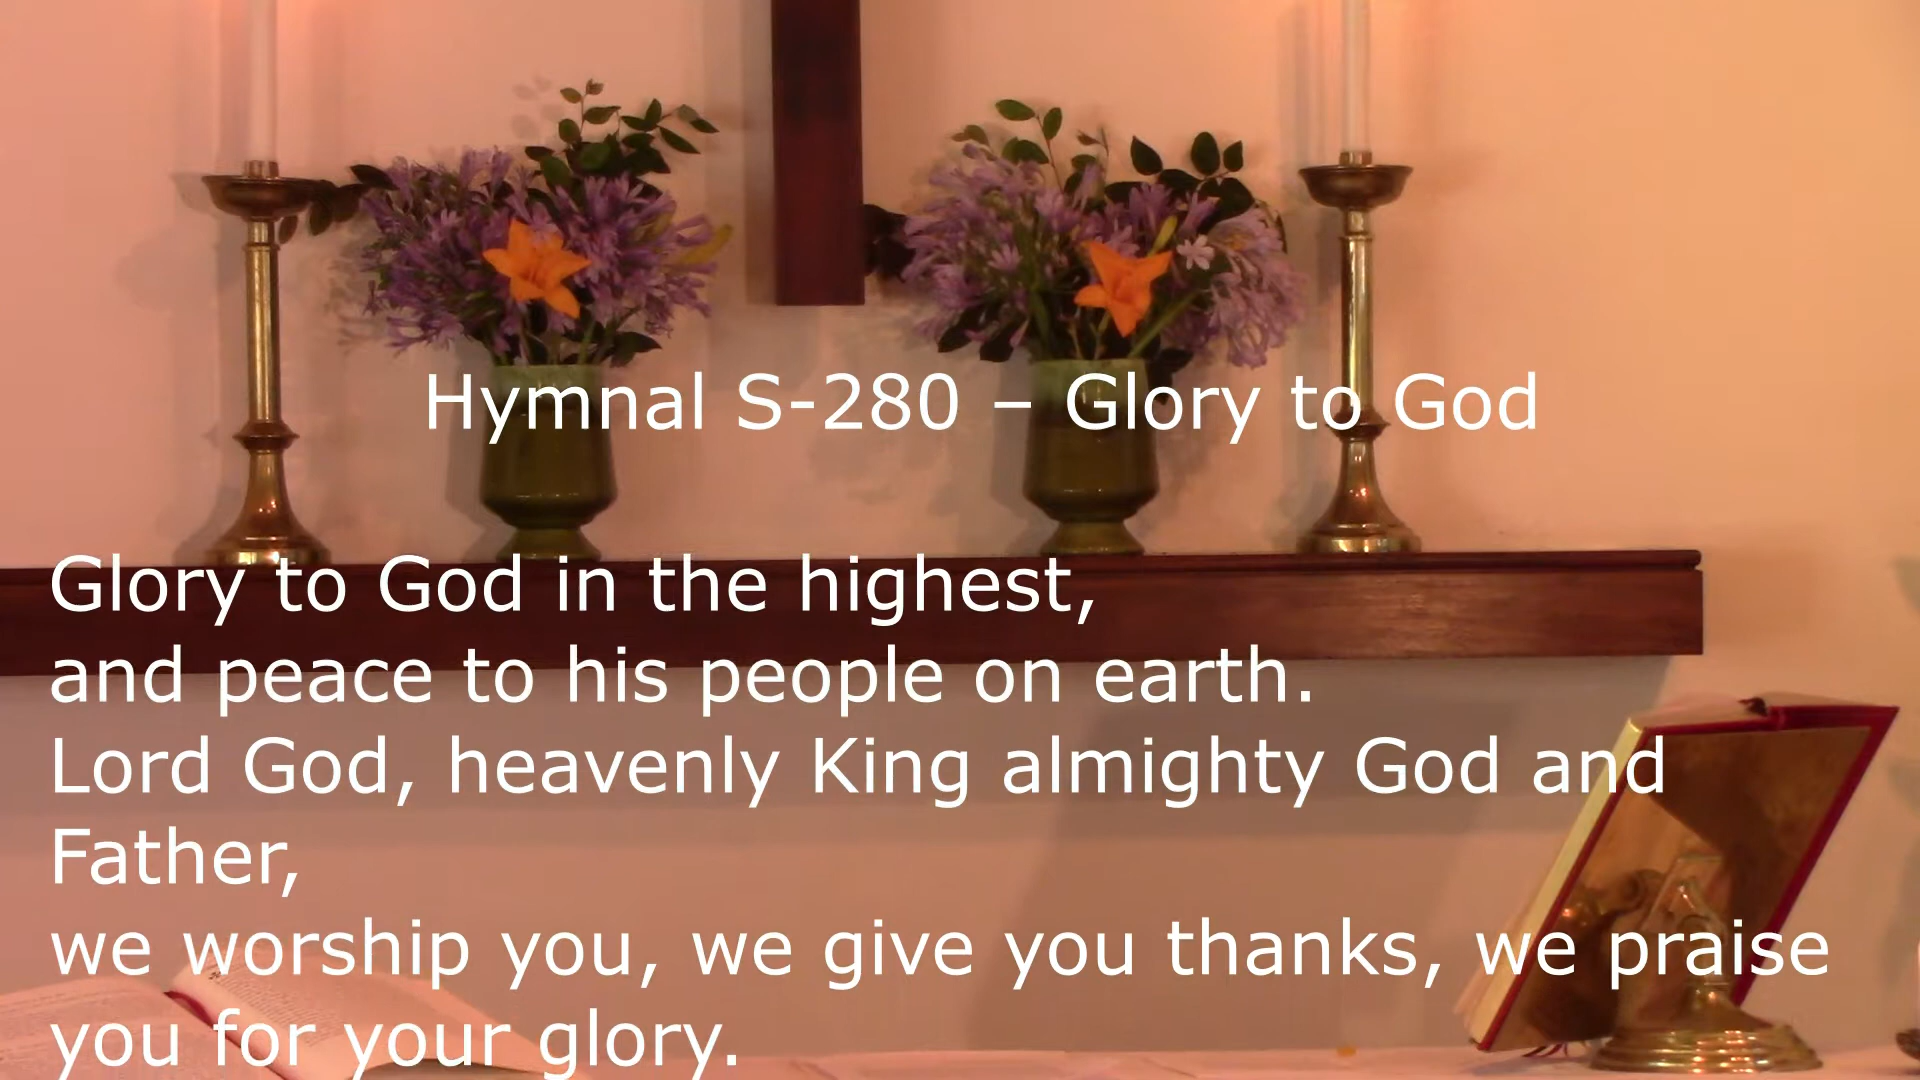 Hymnal S-280 – Glory to God
Glory to God in the highest,
and peace to his people on earth.
Lord God, heavenly King almighty God and
Father,
we worship you, we give you thanks, we praise
you for your glory.